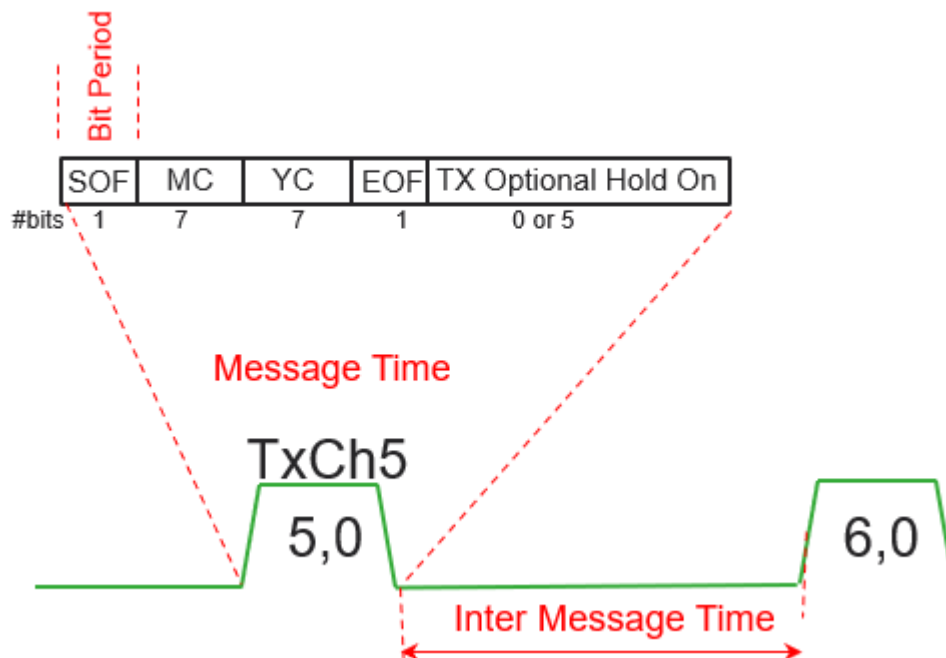 Bit Period
SOF MC YC EOF TX Optional Hold On
#bits 1 7 7 1 0 or 5
Message Time
TxCh5
5,0 6,0
Inter Message Time